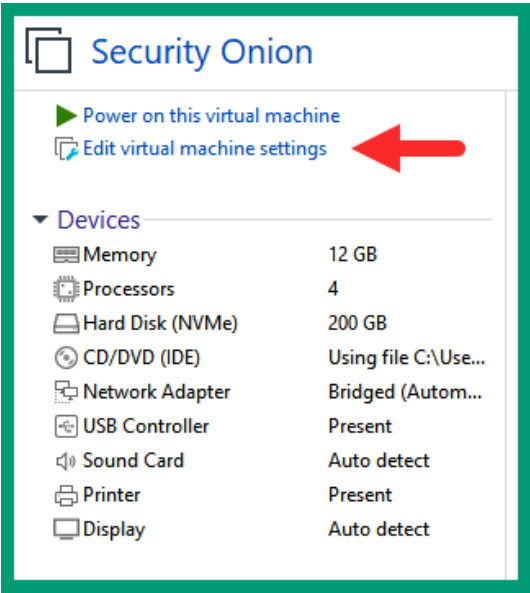 Security Onion
Power on this virtual machine
Edit virtual machine settings
Devices
Memory 12 GB
Processors 4
Hard Disk (NVMe) 200 GB
CD/DVD (IDE) Using file C:\Use...
Network Adapter Bridged (Autom...
USB Controller Present
Sound Card Auto detect
Printer Present
Display Auto detect